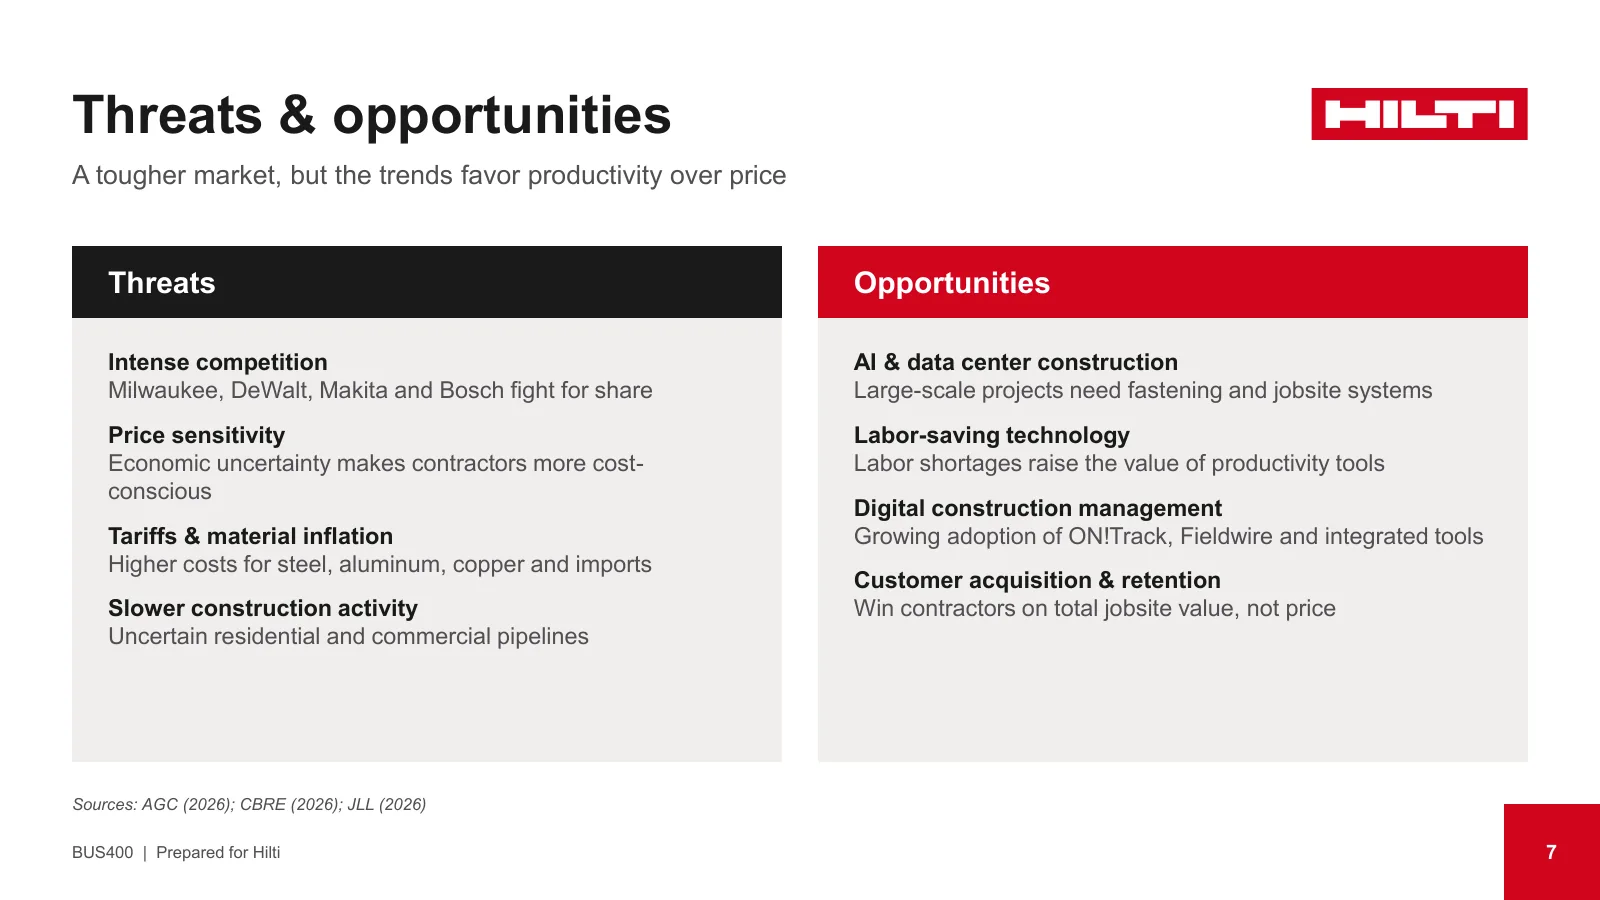 Threats & opportunities
HILTI
A tougher market, but the trends favor productivity over price
Threats
Intense competition
Milwaukee, DeWalt, Makita and Bosch fight for share
Price sensitivity
Economic uncertainty makes contractors more cost-
conscious
Tariffs & material inflation
Higher costs for steel, aluminum, copper and imports
Slower construction activity
Uncertain residential and commercial pipelines
Opportunities
AI & data center construction
Large-scale projects need fastening and jobsite systems
Labor-saving technology
Labor shortages raise the value of productivity tools
Digital construction management
Growing adoption of ON!Track, Fieldwire and integrated tools
Customer acquisition & retention
Win contractors on total jobsite value, not price
Sources: AGC (2026); CBRE (2026); JLL (2026)
BUS400 | Prepared for Hilti
7